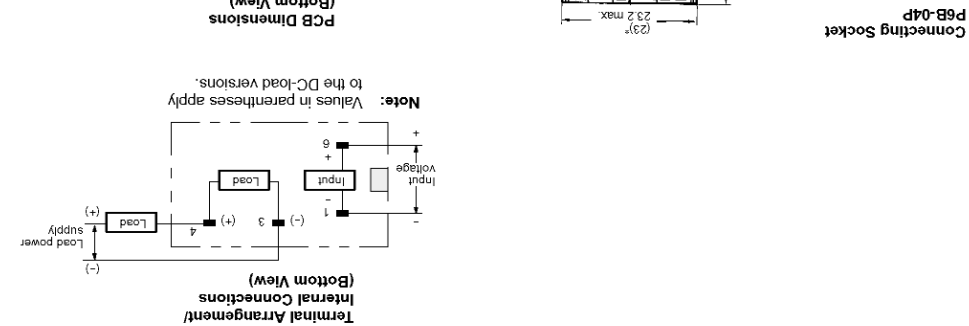 Terminal Arrangement/
Internal Connections
(Bottom View)
(–)
Load power
supply
(+)
Load
4
(+)
3
(–)
1
–
–
Load
Input
Input
voltage
+
6
+
Note: Values in parentheses apply
to the DC-load versions.
PCB Dimensions
(Bottom View)
Connecting Socket
P6B-04P
(23)*
23.2 max.